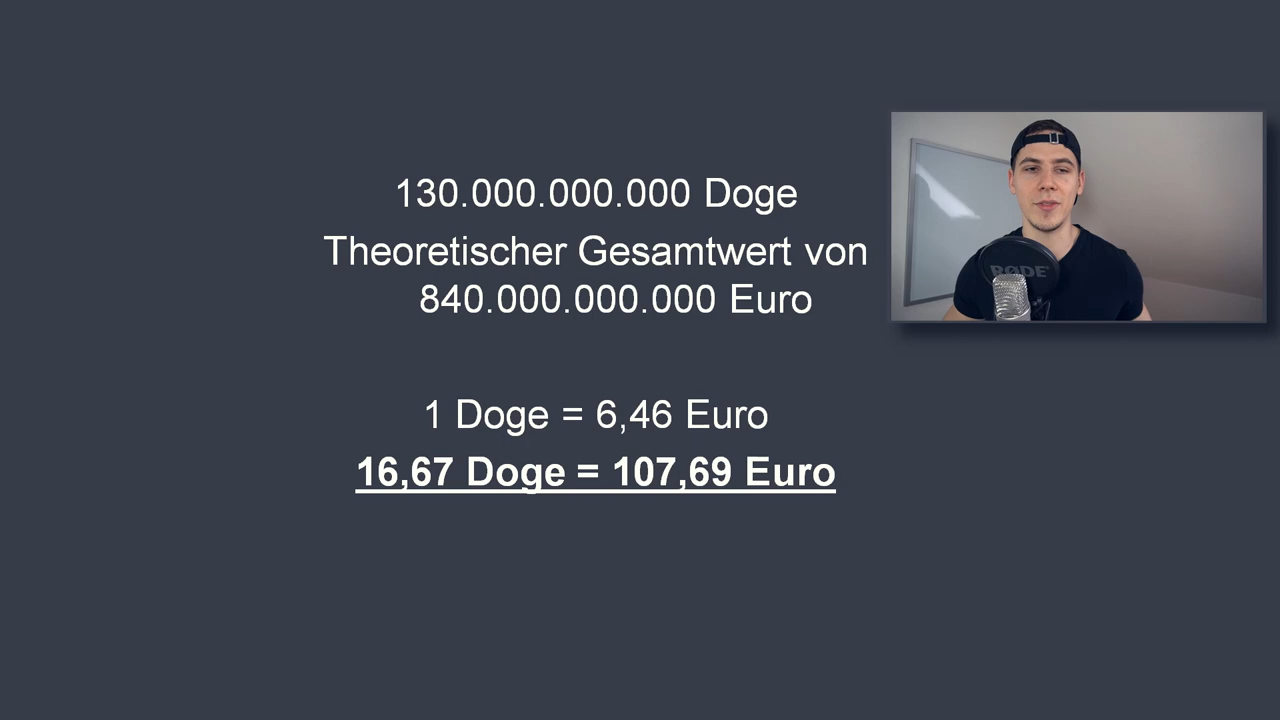 130.000.000.000 Doge
Theoretischer Gesamtwert von
840.000.000.000 Euro
1 Doge = 6,46 Euro
16,67 Doge = 107,69 Euro
RØDE